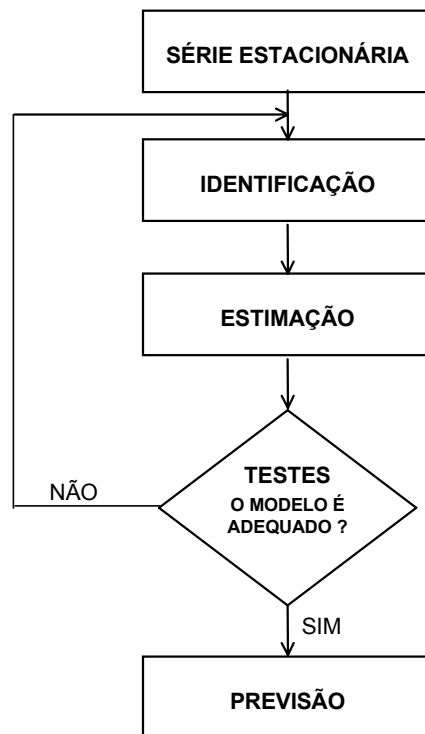 SÉRIE ESTACIONÁRIA
IDENTIFICAÇÃO
ESTIMAÇÃO
TESTES
O MODELO É
ADEQUADO ?
NÃO
SIM
PREVISÃO